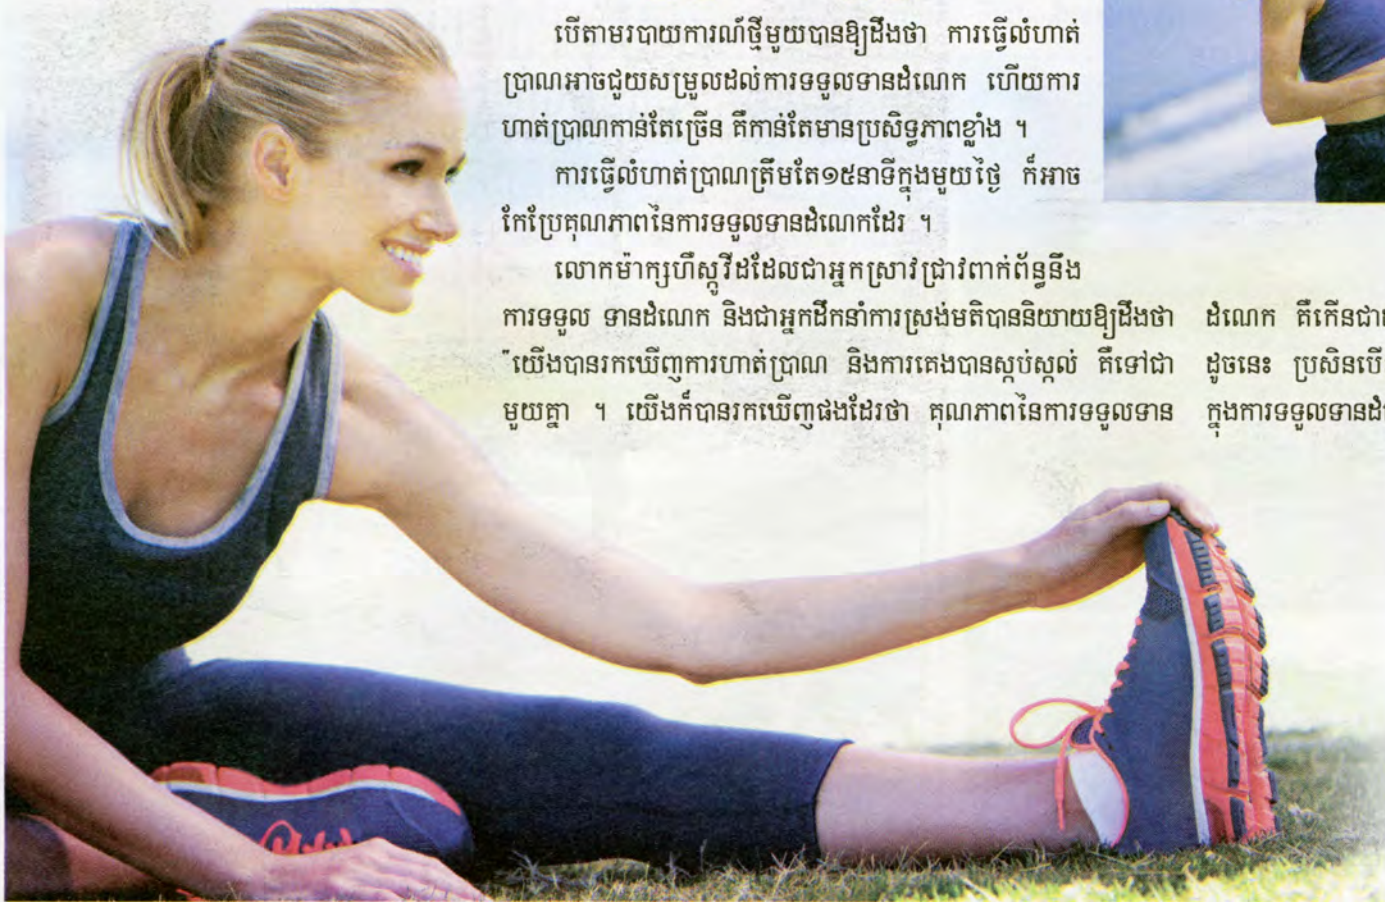 បើតាមរបាយការណ៍ថ្មីមួយបានឱ្យដឹងថា ការធ្វើលំហាត់
ប្រាណអាចជួយសម្រួលដល់ការទទួលទានដំណេក ហើយការ
ហាត់ប្រាណកាន់តែច្រើន គឺកាន់តែមានប្រសិទ្ធភាពខ្លាំង ។
ការធ្វើលំហាត់ប្រាណត្រឹមតែ១៥នាទីក្នុងមួយថ្ងៃ ក៏អាច
កែប្រែគុណភាពនៃការទទួលទានដំណេកដែរ ។
លោកម៉ាក្សហឺស្កូវីដដែលជាអ្នកស្រាវជ្រាវពាក់ព័ន្ធនឹង
ការទទួល ទានដំណេក និងជាអ្នកដឹកនាំការស្រង់មតិបាននិយាយឱ្យដឹងថា
"យើងបានរកឃើញការហាត់ប្រាណ និងការគេងបានស្កប់ស្កល់ គឺទៅជា
មួយគ្នា ។ យើងក៏បានរកឃើញផងដែរថា គុណភាពនៃការទទួលទាន
ដំណេក គឺកើនជា
ដូចនេះ ប្រសិនបើ
ក្នុងការទទួលទាន